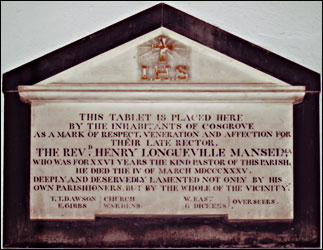 I.H.S
THIS TABLET IS PLACED HERE
BY THE INHABITANTS OF COSGROVE
AS A MARK OF RESPECT, VENERATION AND AFFECTION FOR
THEIR LATE RECTOR,
THE REVD HENRY LONGUEVILLE MANSEL, M.A
WHO WAS FOR XXVI YEARS THE KIND PASTOR OF THIS PARISH.
HE DIED THE IV OF MARCH MDCCCXXXV.
DEEPLY, AND DESERVEDLY LAMENTED NOT ONLY BY HIS
OWN PARISHIONERS, BUT BY THE WHOLE OF THE VICINITY.
T. T. DAWSON CHURCH W. EAST OVERSEERS.
E. GIBBS WARDENS. G DICKENS